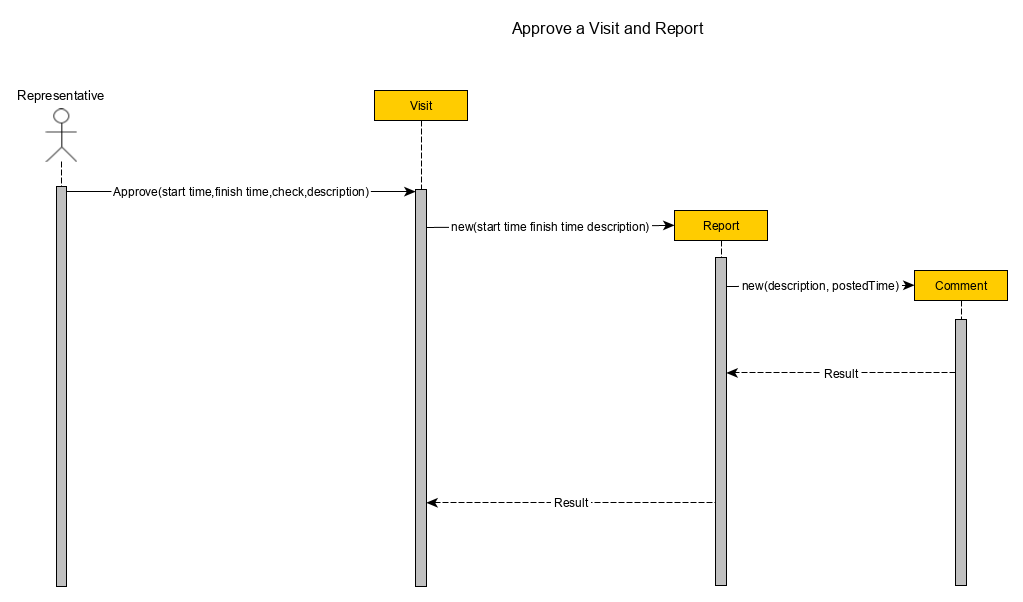 Approve a Visit and Report
Representative
Visit
Approve(start time,finish time,check,description)
new(start time finish time description)
Report
new(description, postedTime)
Comment
Result
Result